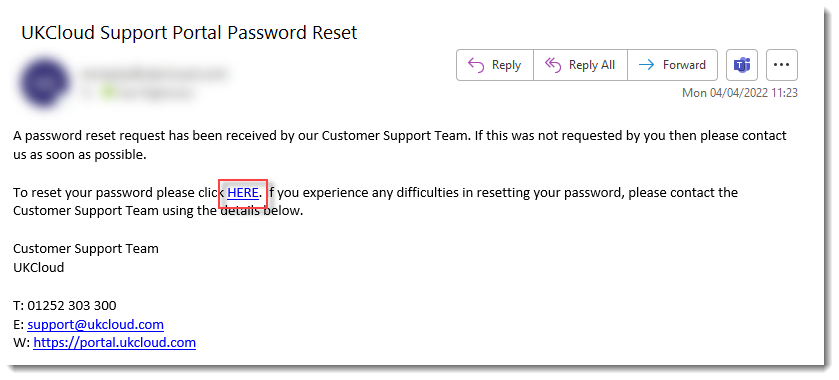 UKCloud Support Portal Password Reset
Reply
Reply All
Forward
Mon 04/04/2022 11:23
A password reset request has been received by our Customer Support Team. If this was not requested by you then please contact
us as soon as possible.
To reset your password please click HERE. If you experience any difficulties in resetting your password, please contact the
Customer Support Team using the details below.
Customer Support Team
UKCloud
T: 01252 303 300
E: support@ukcloud.com
W: https://portal.ukcloud.com